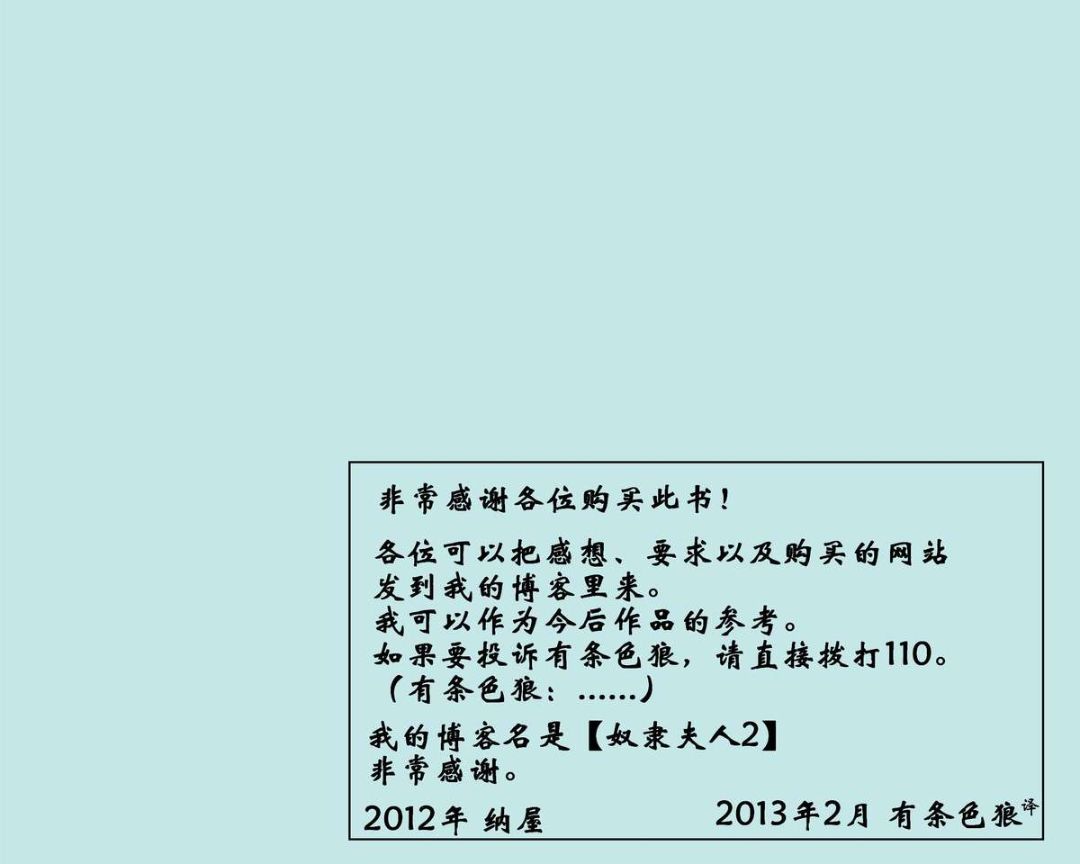 非常感谢各位购买此书！
各位可以把感想、要求以及购买的网站
发到我的博客里来。
我可以作为今后作品的参考。
如果要投诉有条色狼，请直接拨打110。
（有条色狼：......）
我的博客名是【奴隶夫人2】
非常感谢。
2012年 纳屋
2013年2月 有条色狼译